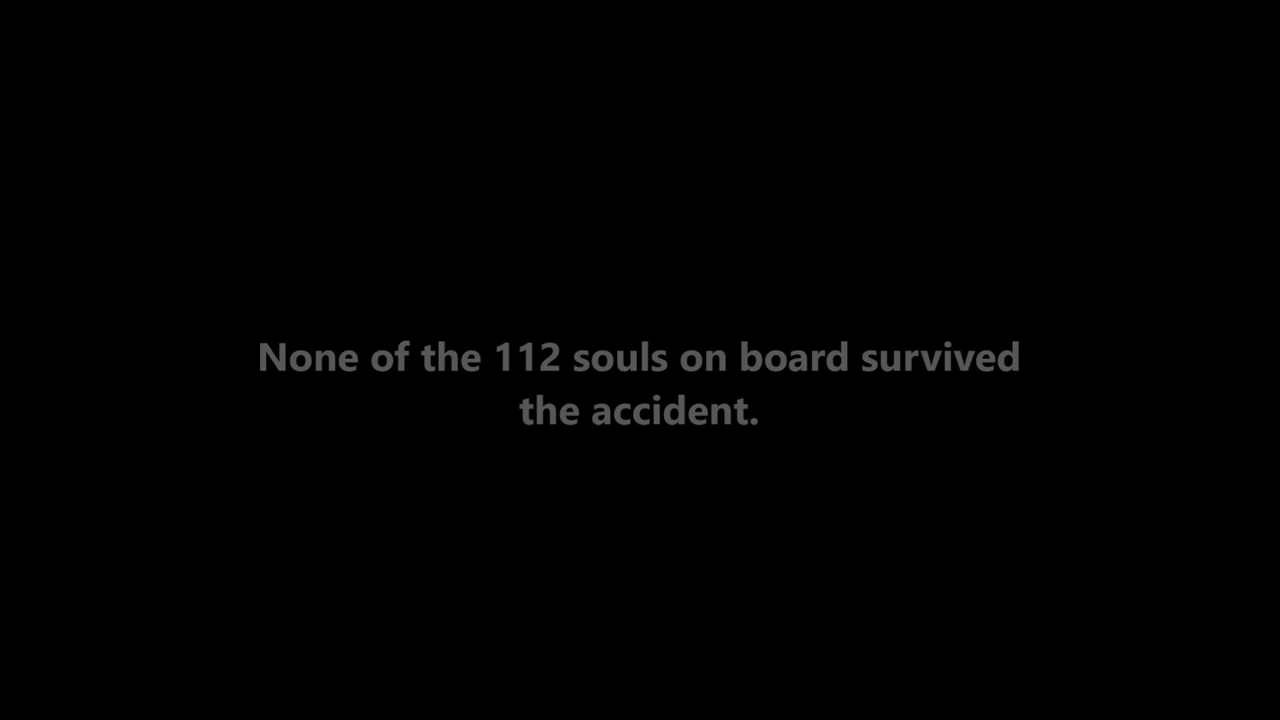 None of the 112 souls on board survived
the accident.